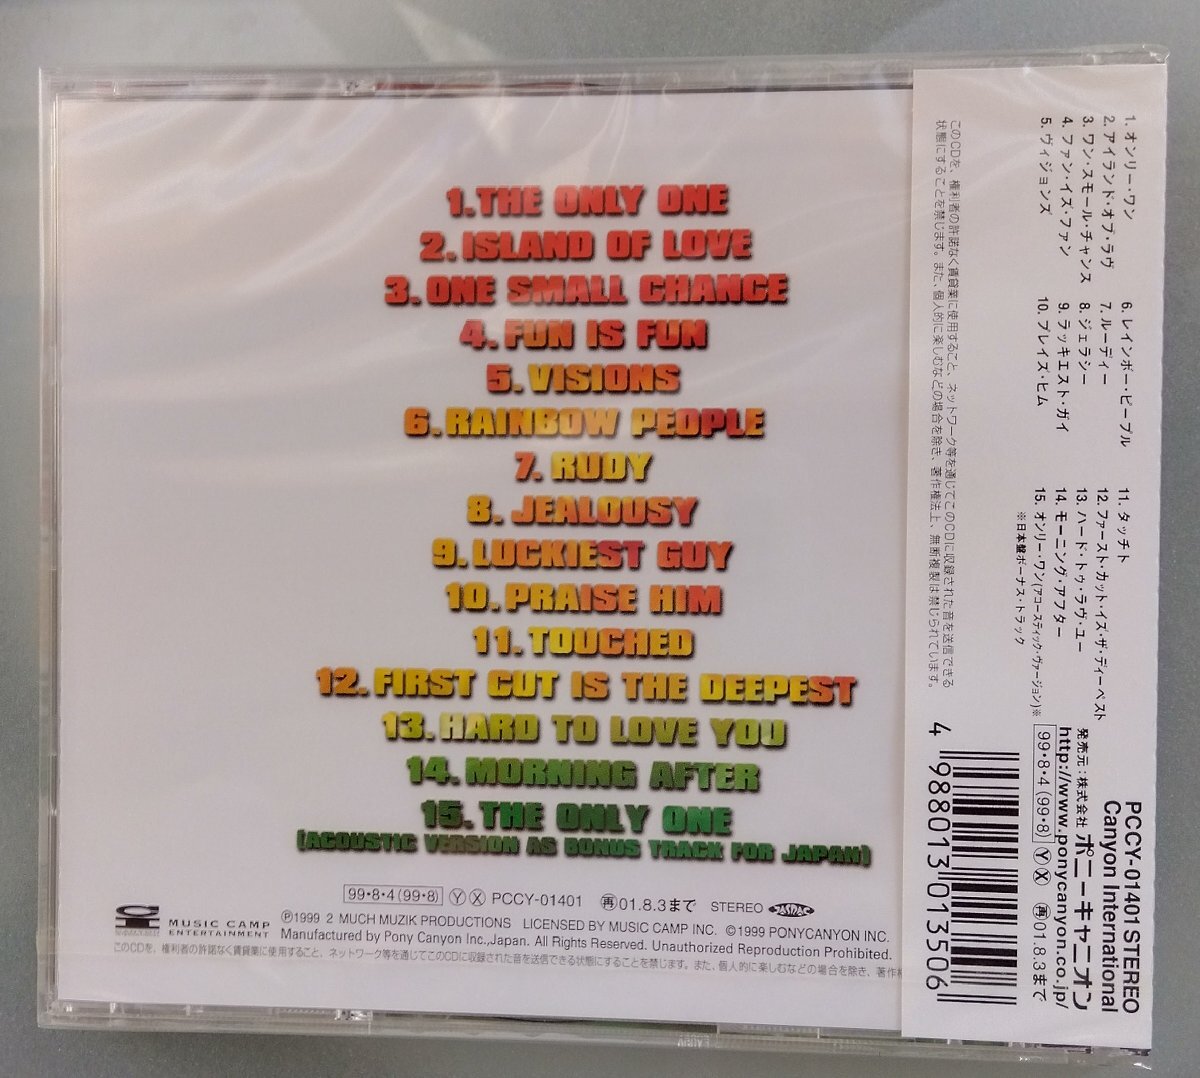 1.THE ONLY ONE
2.ISLAND OF LOVE
3.ONE SMALL CHANCE
4.FUN IS FUN
5.VISIONS
6.RAINBOW PEOPLE
7. RUDY
8. JEALOUSY
9.LUCKIEST GUY
10.PRAISE HIM
11.TOUCHED
12.FIRST CUT IS THE DEEPEST
13.HARD TO LOVE YOU
14.MORNING AFTER
15.THE ONLY ONE
(ACOUSTIC VERSION AS BONUS TRACK FOR JAPAN)
99・8・4(99・8) Ⓨ Ⓧ PCCY-01401 ㊢01.8.3まで STEREO
MUSIC CAMP
ENTERTAINMENT
Ⓟ1999 2 MUCH MUZIK PRODUCTIONS LICENSED BY MUSIC CAMP INC. ©1999 PONYCANYON INC.
Manufactured by Pony Canyon Inc.,Japan. All Rights Reserved. Unauthorized Reproduction Prohibited.
このCDを、権利者の許諾なく賃貸業に使用すること、ネットワーク等を通じてこのCDに収録された音を送信できる状態にすることを禁じます。また、個人的に楽しむなどの場合を除き、著作権
1. オンリー・ワン
2. アイランド・オブ・ラヴ
3. ワン・スモール・チャンス
4. ファン・イズ・ファン
5. ヴィジョンズ
6. レインボー・ピープル
7. ルーディー
8. ジェラシー
9. ラッキエスト・ガイ
10. プレイズ・ヒム
11. タッチト
12. ファースト・カット・イズ・ザ・ディーペスト
13. ハード・トゥ・ラヴ・ユー
14. モーニング・アフター
15. オンリー・ワン(アコースティック・ヴァージョン)※
※日本盤ボーナス・トラック
このCDを、権利者の許諾なく賃貸業に使用すること、ネットワーク等を通じてこのCDに収録された音を送信できる
状態にすることを禁じます。また、個人的に楽しむなどの場合を除き、著作権法上、無断複製は禁じられています。
PCCY-01401 STEREO
Canyon International
発売元:株式会社 ポニーキャニオン
http://www.ponycanyon.co.jp/
99・8・4 (99・8) Ⓨ Ⓧ ㊢01.8.3まで
4 988013 013506